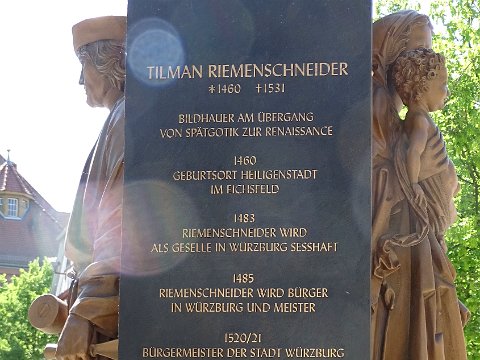 TILMAN RIEMENSCHNEIDER
*1460 †1531
BILDHAUER AM ÜBERGANG
VON SPÄTGOTIK ZUR RENAISSANCE
1460
GEBURTSORT HEILIGENSTADT
IM EICHSFELD
1483
RIEMENSCHNEIDER WIRD
ALS GESELLE IN WÜRZBURG SESSHAFT
1485
RIEMENSCHNEIDER WIRD BÜRGER
IN WÜRZBURG UND MEISTER
1520/21
BÜRGERMEISTER DER STADT WÜRZBURG